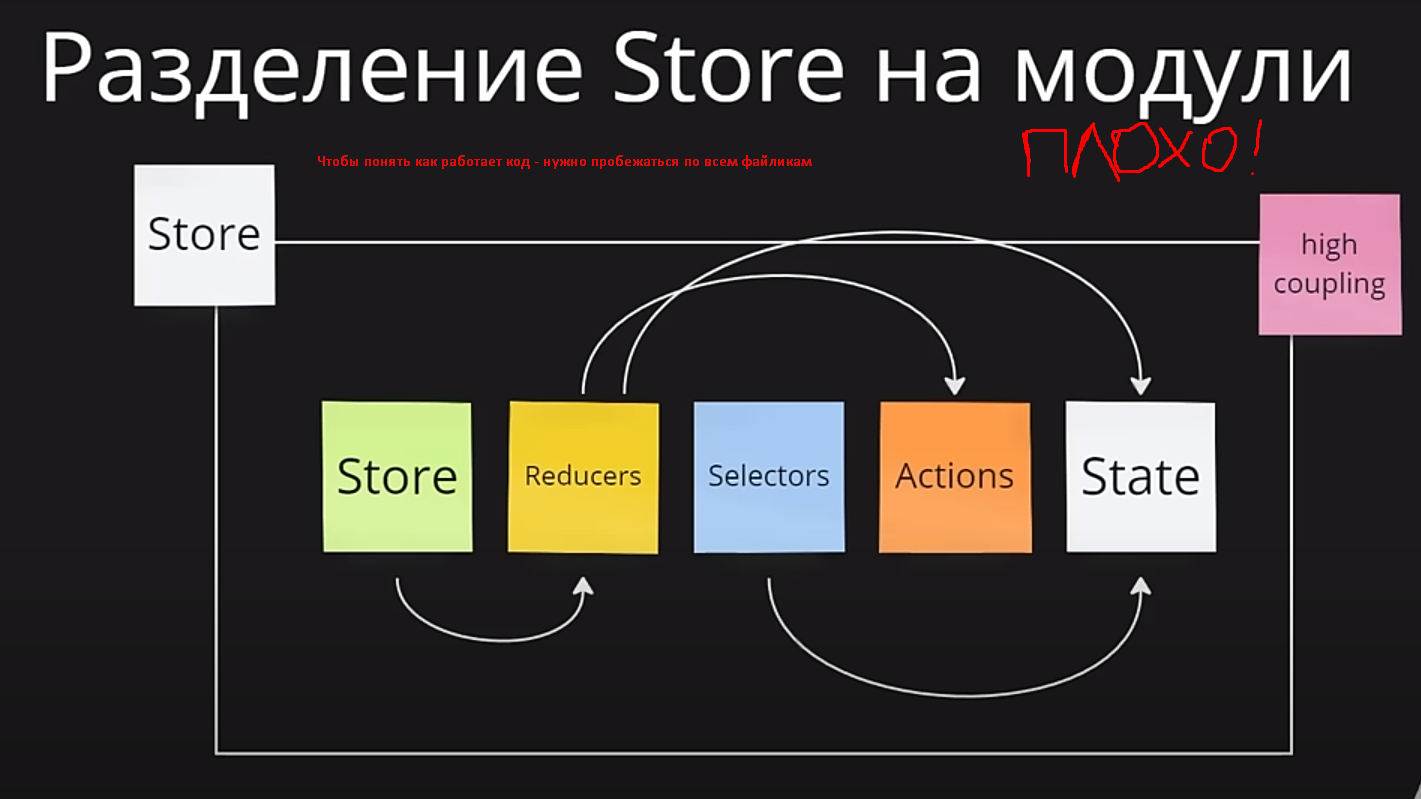 Разделение Store на модули
ПЛОХО!
Чтобы понять как работает код - нужно пробежаться по всем файликам
Store
high
coupling
Store
Reducers
Selectors
Actions
State